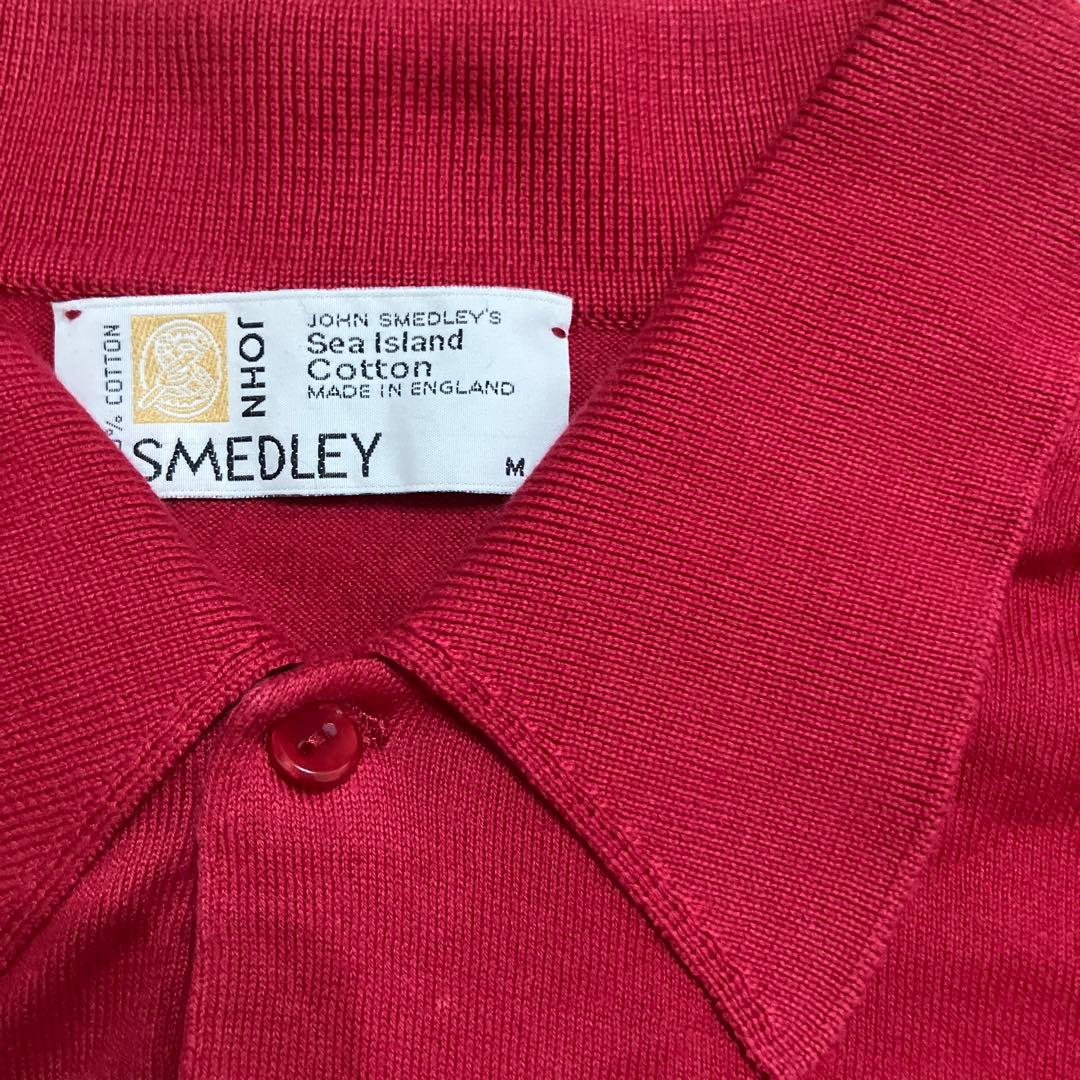 % COTTON
JOHN
SMEDLEY
JOHN SMEDLEY'S
Sea Island
Cotton
MADE IN ENGLAND
M